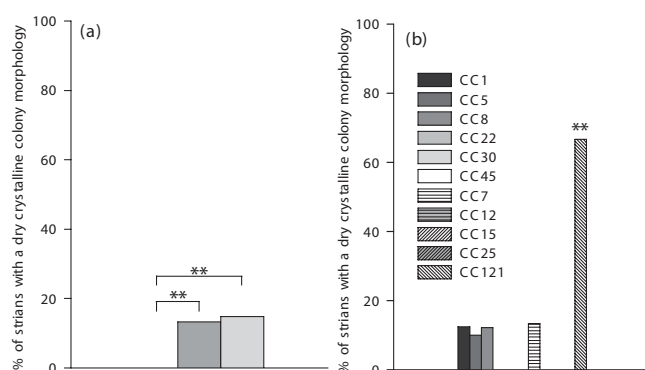 % of strians with a dry crystalline colony morphology
100
80
60
40
20
0
(a)
**
**
% of strians with a dry crystalline colony morphology
100
80
60
40
20
0
(b)
CC1
CC5
CC8
CC22
CC30
CC45
CC7
CC12
CC15
CC25
CC121
**